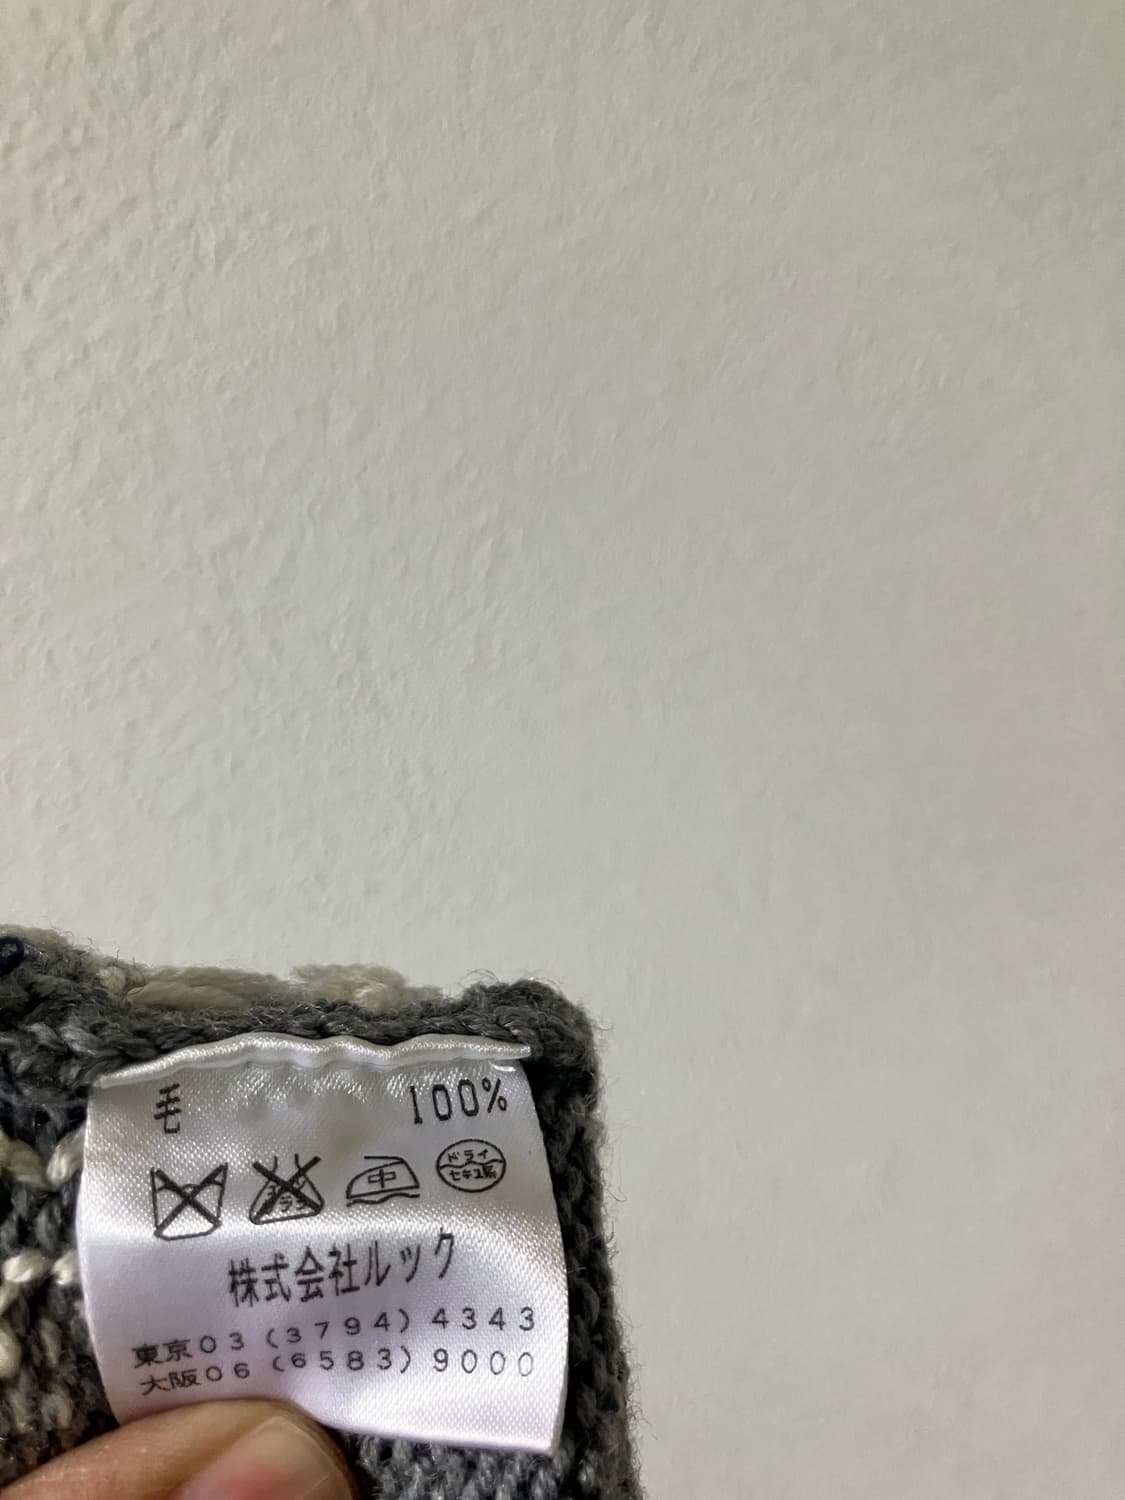 毛 100%
中 ドライ
セキユ系
株式会社ルック
東京03(3794)4343
大阪06(6583)9000